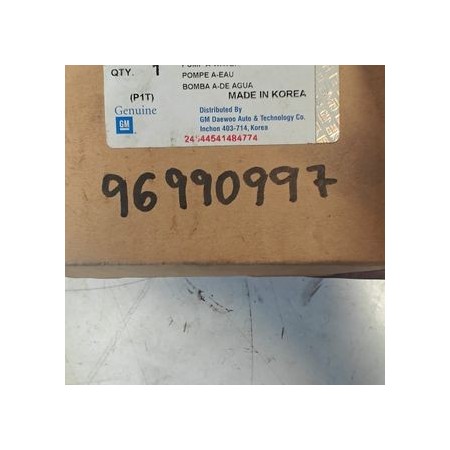 QTY. 1
POMPE A-EAU
BOMBA A-DE AGUA
(P1T)
MADE IN KOREA
Genuine
GM
Distributed By
GM Daewoo Auto & Technology Co.
Inchon 403-714, Korea
96990997